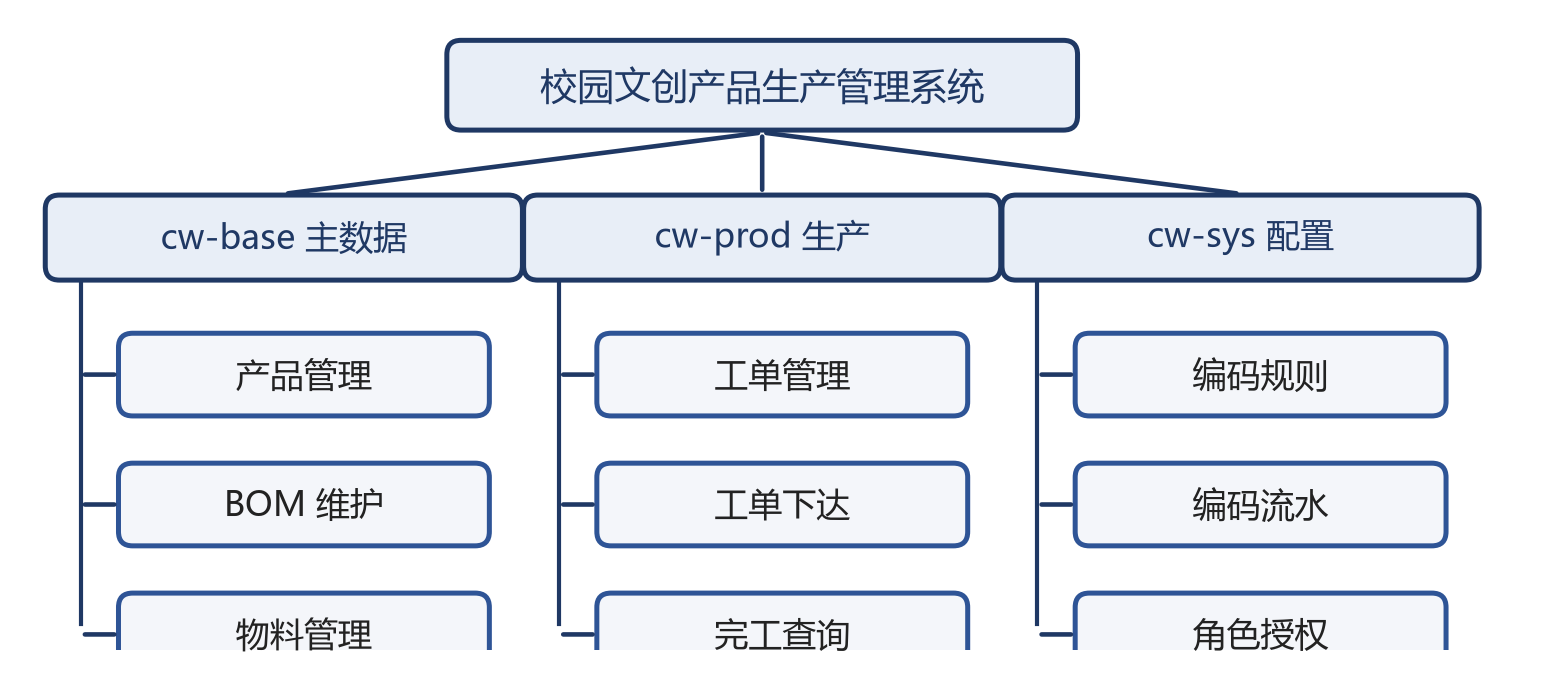 校园文创产品生产管理系统
cw-base 主数据
cw-prod 生产
cw-sys 配置
产品管理
工单管理
编码规则
BOM 维护
工单下达
编码流水
物料管理
完工查询
角色授权